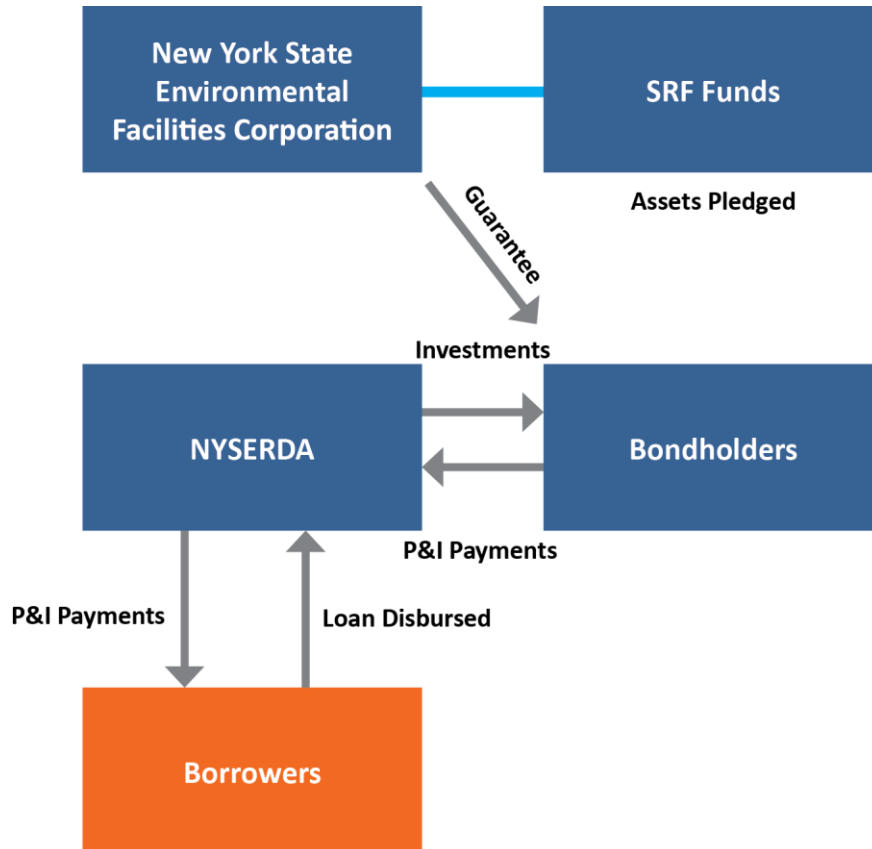 New York State
Environmental
Facilities Corporation
SRF Funds
Assets Pledged
Guarantee
Investments
NYSERDA
Bondholders
P&I Payments
P&I Payments
Loan Disbursed
Borrowers